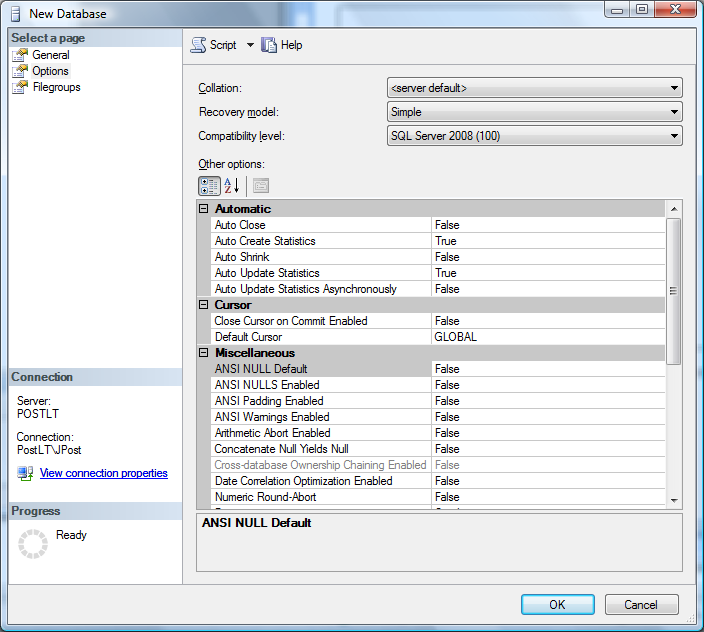 New Database
Select a page
General
Options
Filegroups
Script
Help
Collation: <server default>
Recovery model: Simple
Compatibility level: SQL Server 2008 (100)
Other options:
A
Z
Automatic
Auto Close False
Auto Create Statistics True
Auto Shrink False
Auto Update Statistics True
Auto Update Statistics Asynchronously False
Cursor
Close Cursor on Commit Enabled False
Default Cursor GLOBAL
Miscellaneous
ANSI NULL Default False
ANSI NULLS Enabled False
ANSI Padding Enabled False
ANSI Warnings Enabled False
Arithmetic Abort Enabled False
Concatenate Null Yields Null False
Cross-database Ownership Chaining Enabled False
Date Correlation Optimization Enabled False
Numeric Round-Abort False
ANSI NULL Default
Connection
Server:
POSTLT
Connection:
PostLT\JPost
View connection properties
Progress
Ready
OK
Cancel